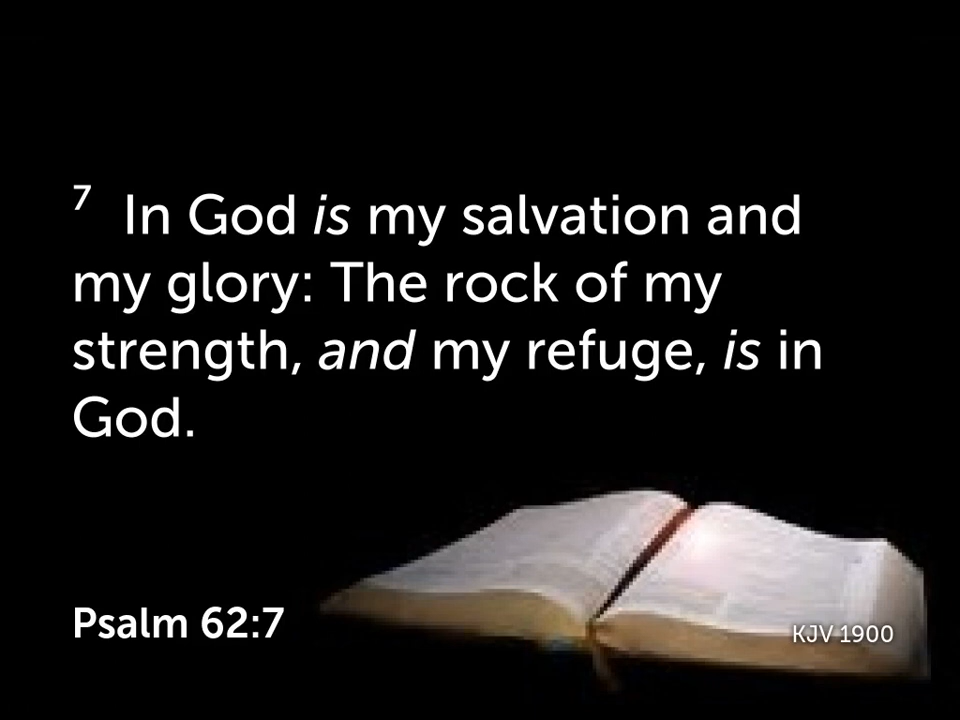 7 In God is my salvation and
my glory: The rock of my
strength, and my refuge, is in
God.
Psalm 62:7
KJV 1900